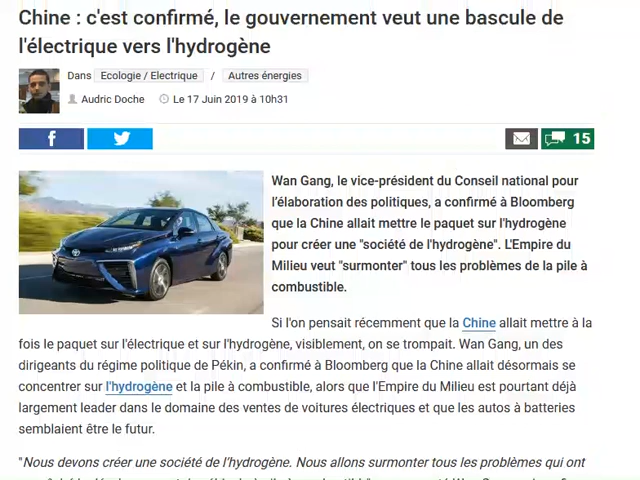 Chine : c'est confirmé, le gouvernement veut une bascule de
l'électrique vers l'hydrogène
Dans Ecologie / Electrique / Autres énergies
Audric Doche Le 17 Juin 2019 à 10h31
f 15
Wan Gang, le vice-président du Conseil national pour
l’élaboration des politiques, a confirmé à Bloomberg
que la Chine allait mettre le paquet sur l'hydrogène
pour créer une "société de l'hydrogène". L'Empire du
Milieu veut "surmonter" tous les problèmes de la pile à
combustible.
Si l'on pensait récemment que la Chine allait mettre à la
fois le paquet sur l'électrique et sur l'hydrogène, visiblement, on se trompait. Wan Gang, un des
dirigeants du régime politique de Pékin, a confirmé à Bloomberg que la Chine allait désormais se
concentrer sur l'hydrogène et la pile à combustible, alors que l'Empire du Milieu est pourtant déjà
largement leader dans le domaine des ventes de voitures électriques et que les autos à batteries
semblaient être le futur.
"Nous devons créer une société de l’hydrogène. Nous allons surmonter tous les problèmes qui ont